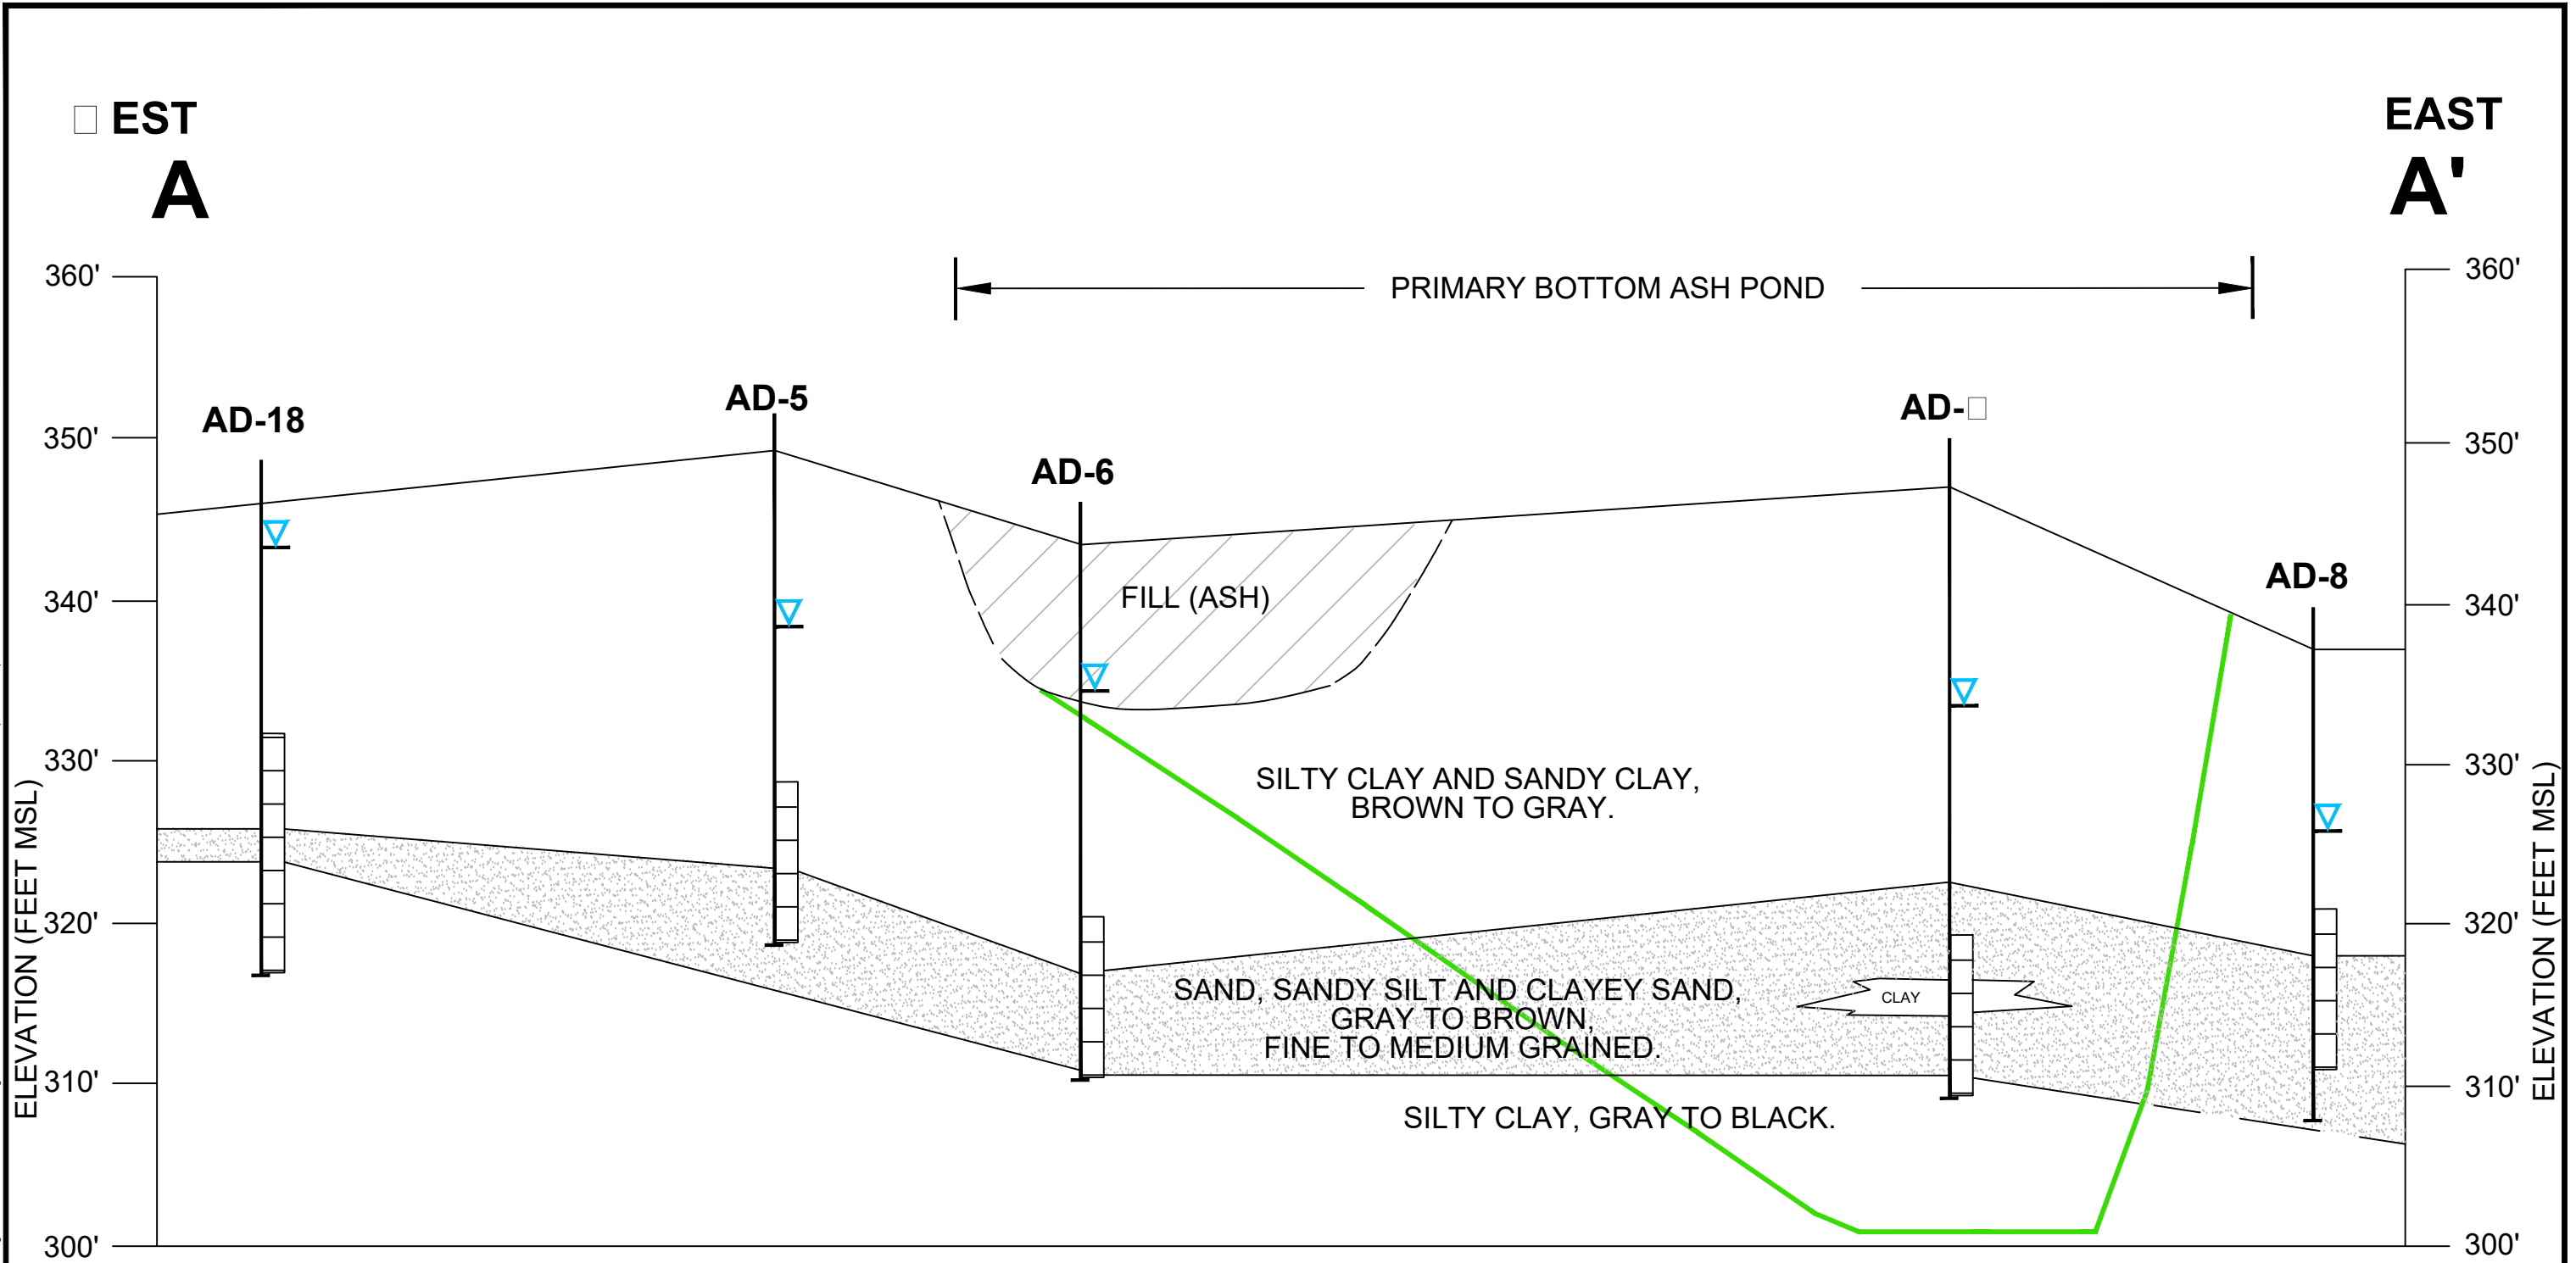 EST
EAST
A
A'
360'
360'
PRIMARY BOTTOM ASH POND
AD-18
AD-5
AD-6
AD-
AD-8
350'
350'
340'
340'
FILL (ASH)
330'
330'
SILTY CLAY AND SANDY CLAY,
BROWN TO GRAY.
320'
320'
SAND, SANDY SILT AND CLAYEY SAND,
GRAY TO BROWN,
FINE TO MEDIUM GRAINED.
CLAY
310'
310'
SILTY CLAY, GRAY TO BLACK.
300'
300'
ELEVATION (FEET MSL)
ELEVATION (FEET MSL)